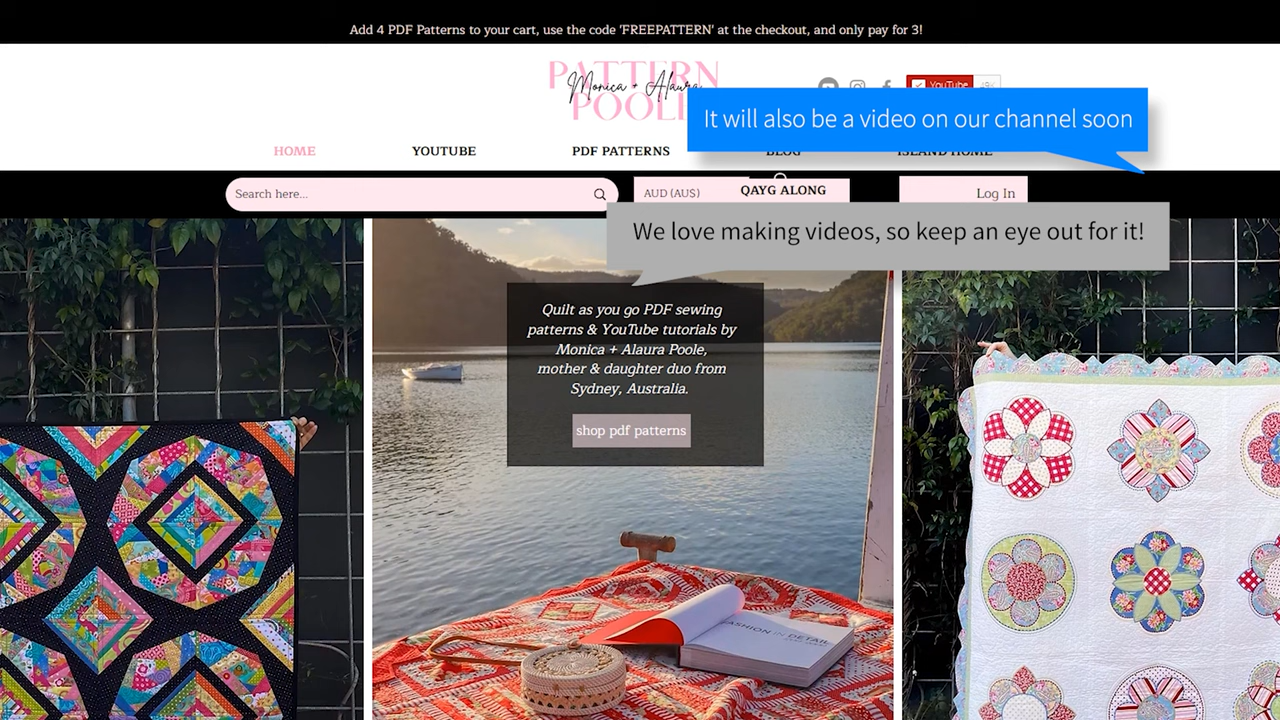 Add 4 PDF Patterns to your cart, use the code 'FREEPATTERN' at the checkout, and only pay for 3!
PATTERN
Monica + Alaura
POOLE
YouTube
It will also be a video on our channel soon
HOME
YOUTUBE
PDF PATTERNS
BLOG
ISLAND HOME
Search here...
AUD (AUS)
QAYG ALONG
Log In
We love making videos, so keep an eye out for it!
Quilt as you go PDF sewing
patterns & YouTube tutorials by
Monica + Alaura Poole,
mother & daughter duo from
Sydney, Australia.
shop pdf patterns
FASHION IN DETAIL